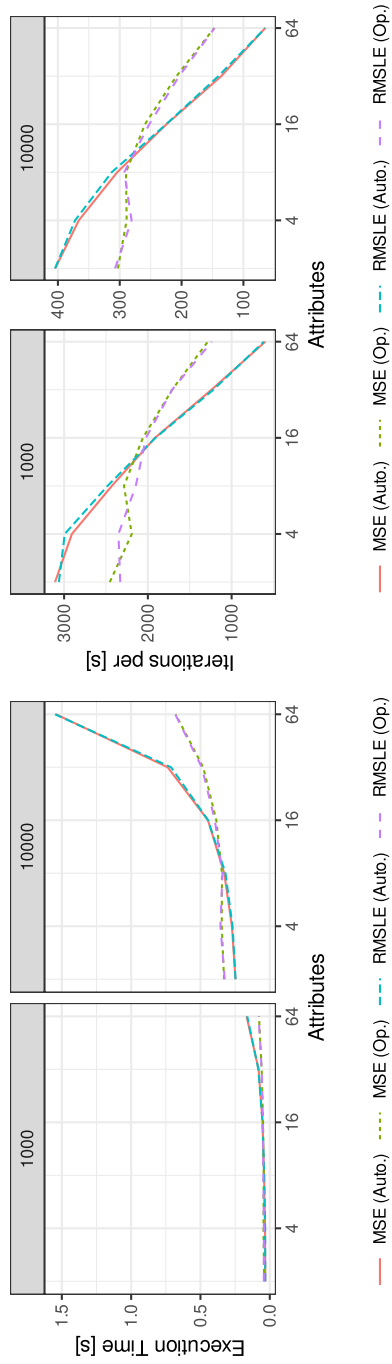 Execution Time [s]
1000
10000
0.0
0.5
1.0
1.5
4
16
64
4
16
64
Attributes
MSE (Auto.)
MSE (Op.)
RMSLE (Auto.)
RMSLE (Op.)
Iterations per [s]
1000
10000
1000
2000
3000
100
200
300
400
4
16
64
4
16
64
Attributes
MSE (Auto.)
MSE (Op.)
RMSLE (Auto.)
RMSLE (Op.)